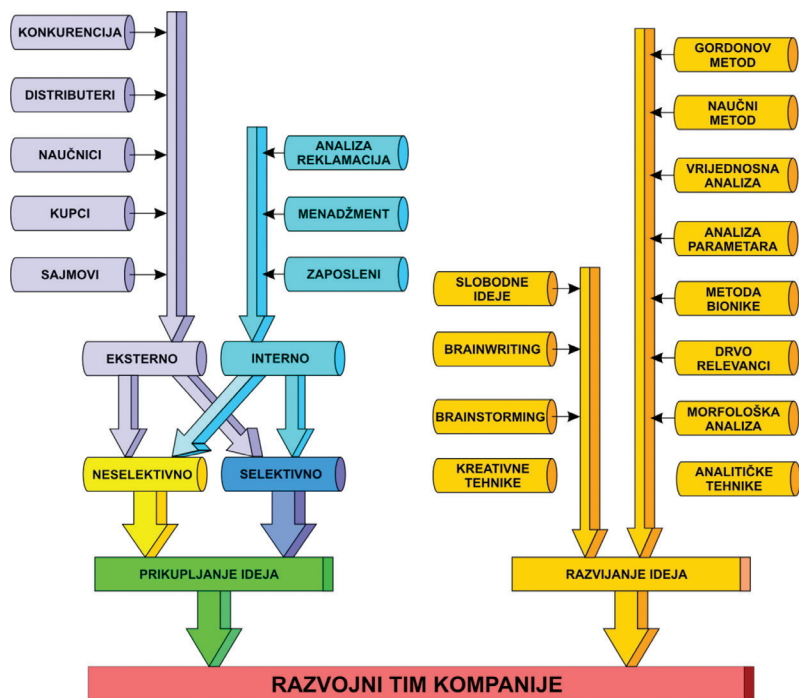 KONKURENCIJA
DISTRIBUTERI
NAUČNICI
KUPCI
SAJMOVI
ANALIZA
REKLAMACIJA
MENADŽMENT
ZAPOSLENI
EKSTERNO
INTERNO
NESELEKTIVNO
SELEKTIVNO
PRIKUPLJANJE IDEJA
SLOBODNE
IDEJE
BRAINWRITING
BRAINSTORMING
KREATIVNE
TEHNIKE
GORDONOV
METOD
NAUČNI
METOD
VRIJEDNOSNA
ANALIZA
ANALIZA
PARAMETARA
METODA
BIONIKE
DRVO
RELEVANCI
MORFOLOŠKA
ANALIZA
ANALITIČKE
TEHNIKE
RAZVIJANJE IDEJA
RAZVOJNI TIM KOMPANIJE